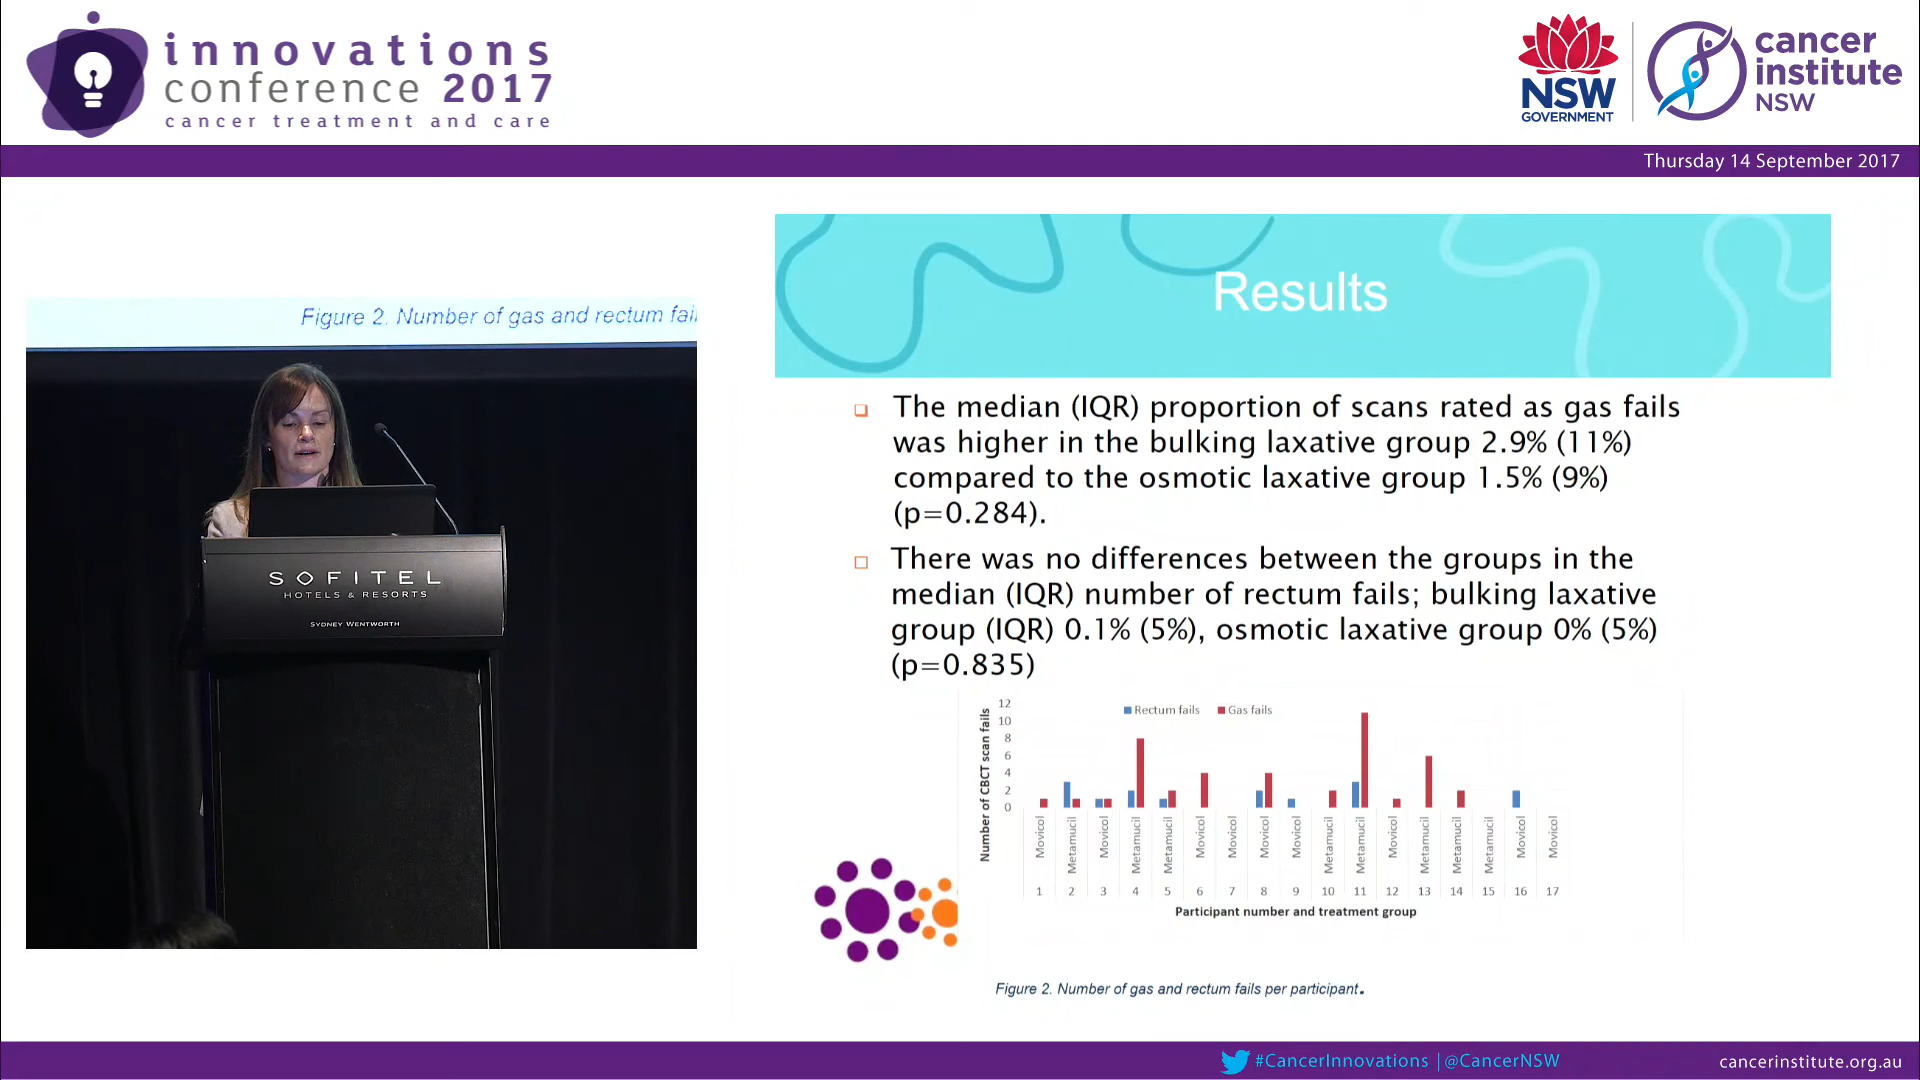 innovations
conference 2017
cancer treatment and care
NSW
GOVERNMENT
cancer
institute
NSW
Thursday 14 September 2017
Figure 2. Number of gas and rectum fail
SOFITEL
HOTELS & RESORTS
SYDNEY WENTWORTH
Results
The median (IQR) proportion of scans rated as gas fails
was higher in the bulking laxative group 2.9% (11%)
compared to the osmotic laxative group 1.5% (9%)
(p=0.284).
There was no differences between the groups in the
median (IQR) number of rectum fails; bulking laxative
group (IQR) 0.1% (5%), osmotic laxative group 0% (5%)
(p=0.835)
Number of CBCT scan fails
12
10
8
6
4
2
0
Rectum fails Gas fails
Movicol Metamucil Movicol Metamucil Metamucil Movicol Movicol Movicol Movicol Metamucil Metamucil Movicol Metamucil Metamucil Metamucil Movicol Movicol
1 2 3 4 5 6 7 8 9 10 11 12 13 14 15 16 17
Participant number and treatment group
Figure 2. Number of gas and rectum fails per participant.
#CancerInnovations | @CancerNSW
cancerinstitute.org.au